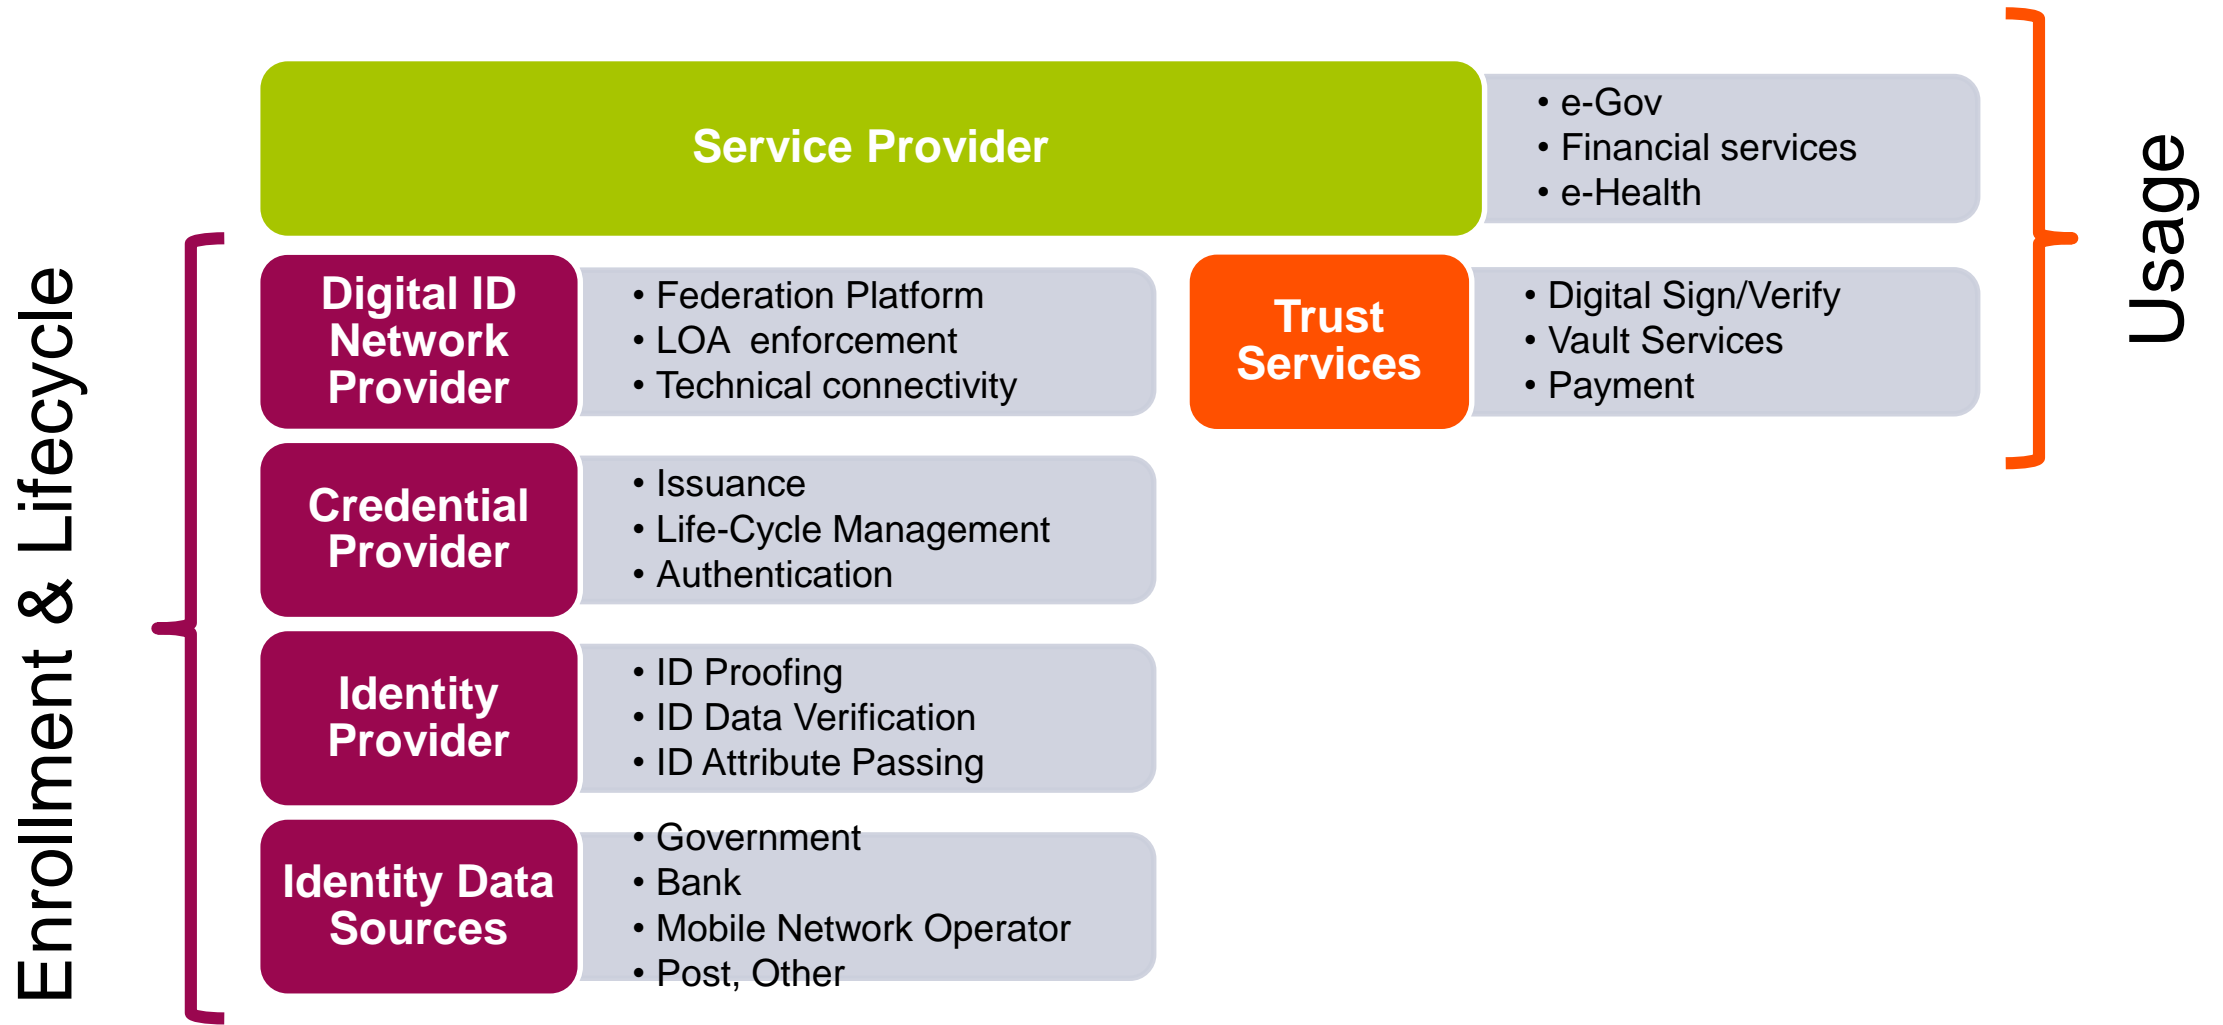 Service Provider
• e-Gov
• Financial services
• e-Health
Usage
Enrollment & Lifecycle
Digital ID
Network
Provider
• Federation Platform
• LOA  enforcement
• Technical connectivity
Trust
Services
• Digital Sign/Verify
• Vault Services
• Payment
Credential
Provider
• Issuance
• Life-Cycle Management
• Authentication
Identity
Provider
• ID Proofing
• ID Data Verification
• ID Attribute Passing
Identity Data
Sources
• Government
• Bank
• Mobile Network Operator
• Post, Other